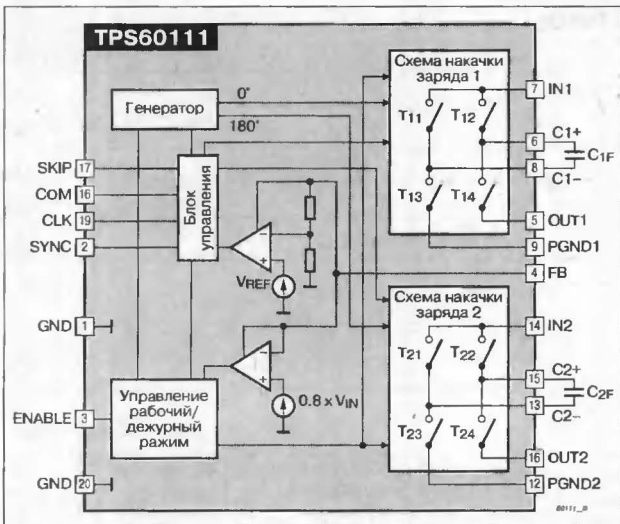 TPS60111
Генератор
0°
180°
Схема накачки
заряда 1
T11
T12
T13
T14
7 IN1
6 C1+
C1F
8 C1–
5 OUT1
9 PGND1
4 FB
SKIP 17
COM 16
CLK 19
SYNC 2
Блок
управления
–
+
VREF
GND 1
–
+
0.8 x VIN
Схема накачки
заряда 2
T21
T22
T23
T24
14 IN2
C2+
15
C2F
13
C2–
16 OUT2
12 PGND2
ENABLE 3
Управление
рабочий/
дежурный
ражим
GND 20